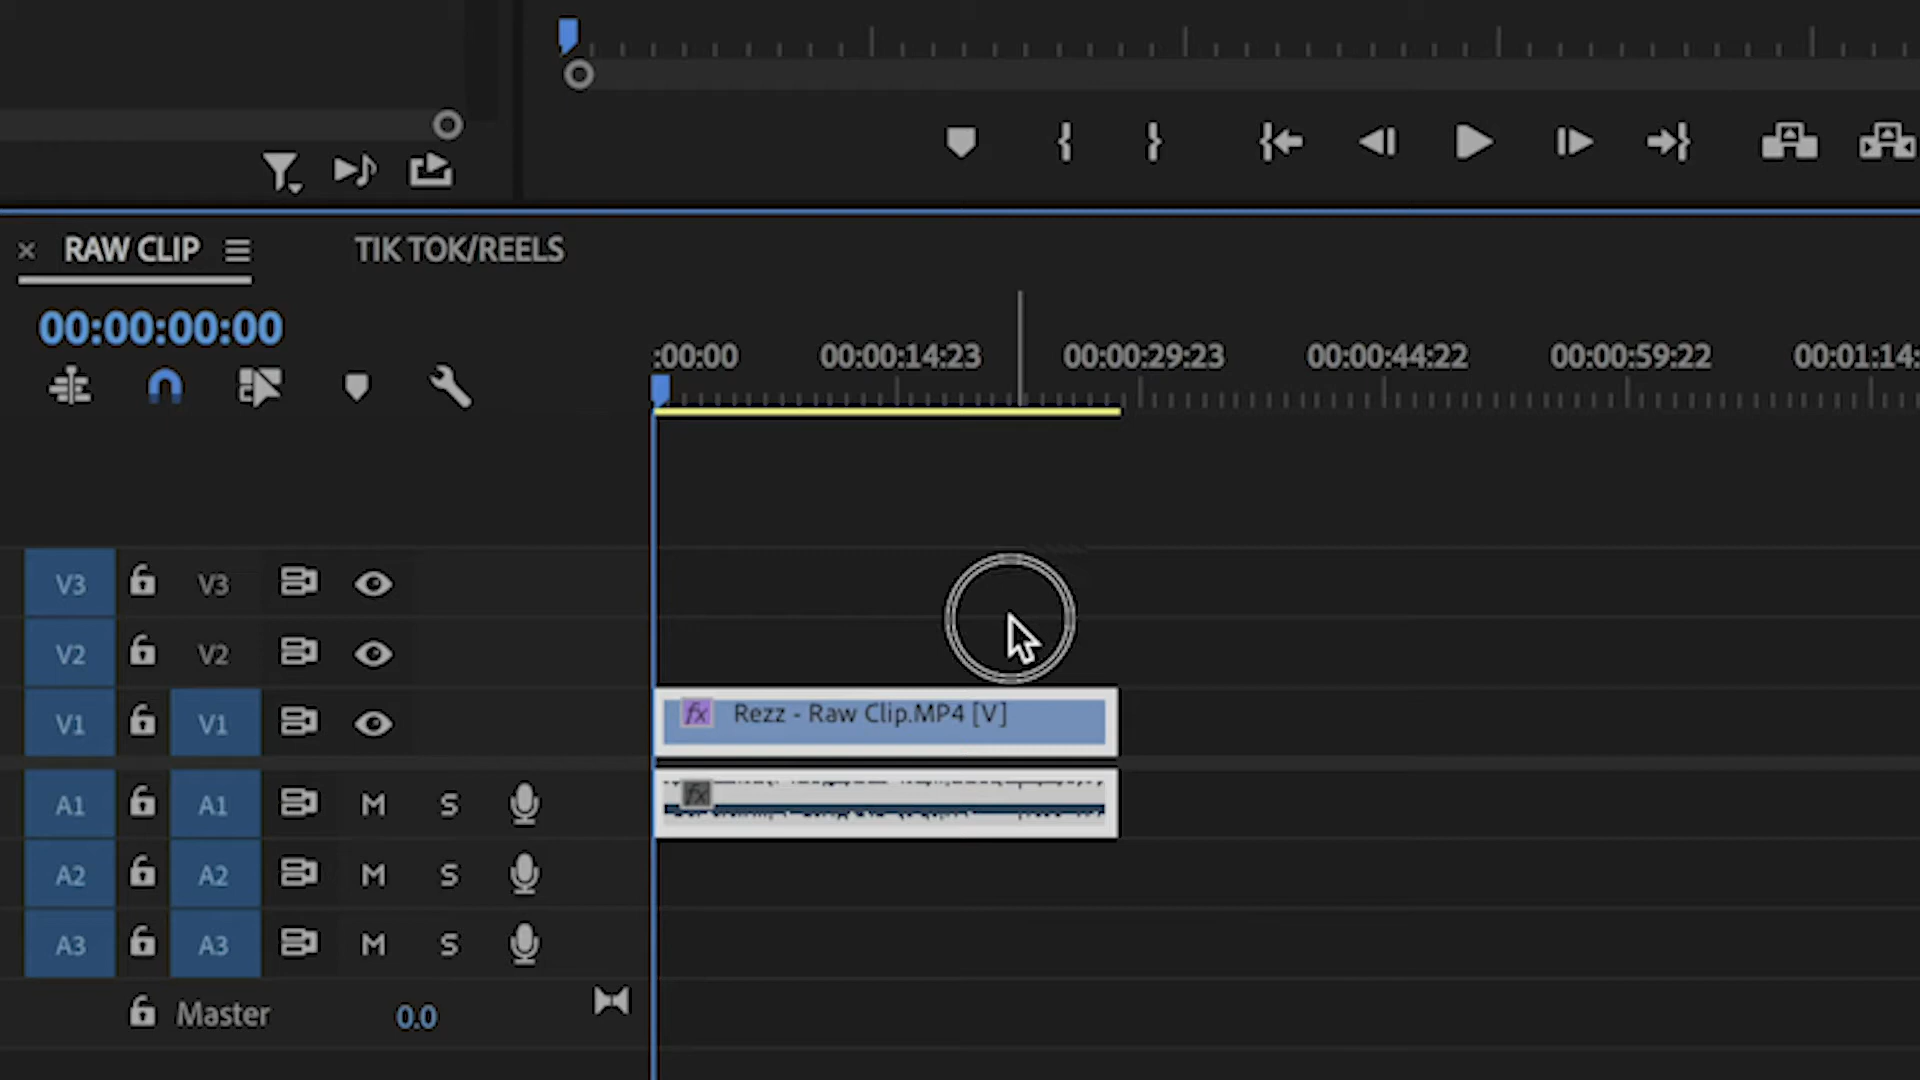 RAW CLIP TIK TOK/REELS
00:00:00:00
:00:00 00:00:14:23 00:00:29:23 00:00:44:22 00:00:59:22 00:01:14:
V3 V3
V2 V2
V1 V1 fx Rezz - Raw Clip.MP4 [V]
A1 A1 M S fx
A2 A2 M S
A3 A3 M S
Master 0.0